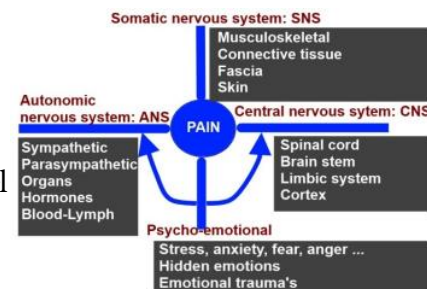 Somatic nervous system: SNS
Musculoskeletal
Connective tissue
Fascia
Skin
Autonomic
nervous system: ANS
Sympathetic
Parasympathetic
Organs
Hormones
Blood-Lymph
PAIN
Central nervous sytem: CNS
Spinal cord
Brain stem
Limbic system
Cortex
Psycho-emotional
Stress, anxiety, fear, anger ...
Hidden emotions
Emotional trauma's